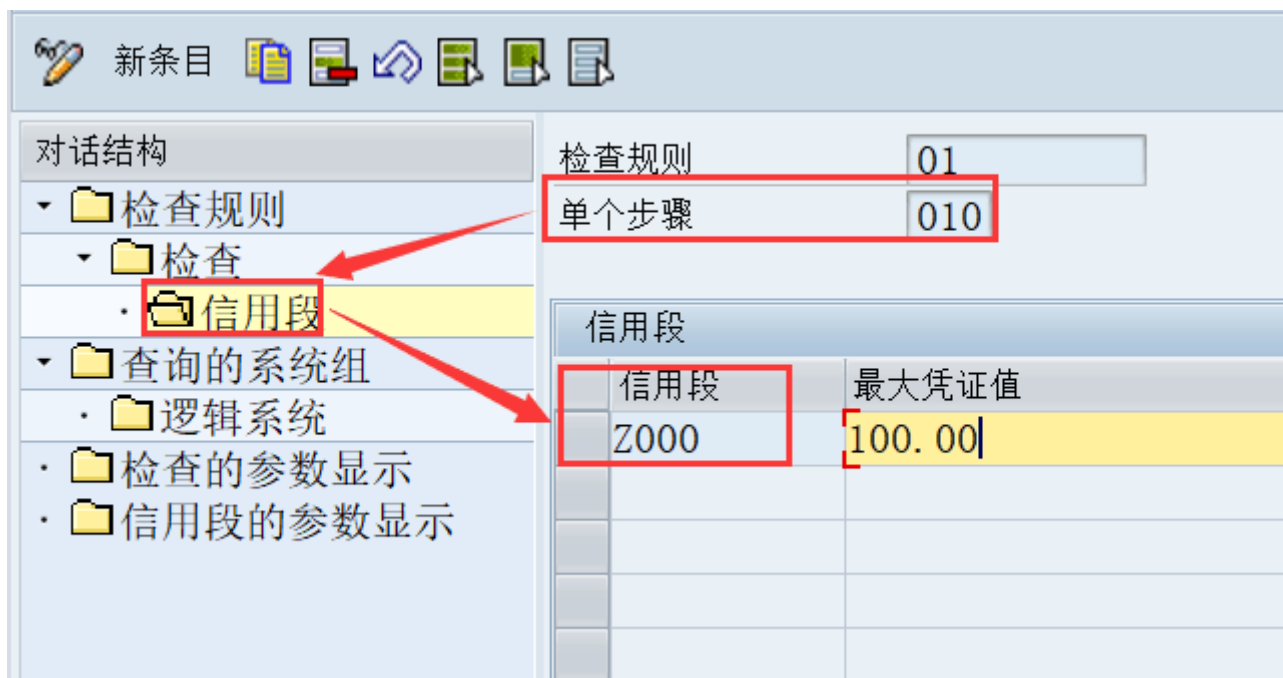 新条目
对话结构
检查规则
检查
信用段
查询的系统组
逻辑系统
检查的参数显示
信用段的参数显示
检查规则 01
单个步骤 010
信用段
信用段 最大凭证值
Z000 100.00